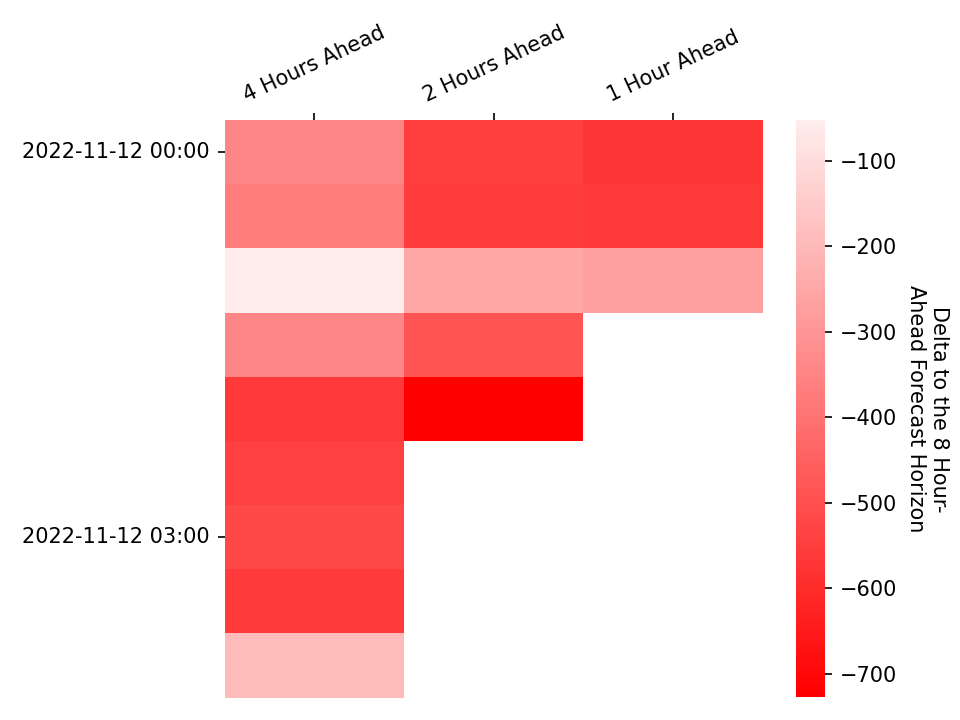 4 Hours Ahead
2 Hours Ahead
1 Hour Ahead
2022-11-12 00:00
2022-11-12 03:00
−100
−200
−300
−400
−500
−600
−700
Delta to the 8 Hour-
Ahead Forecast Horizon